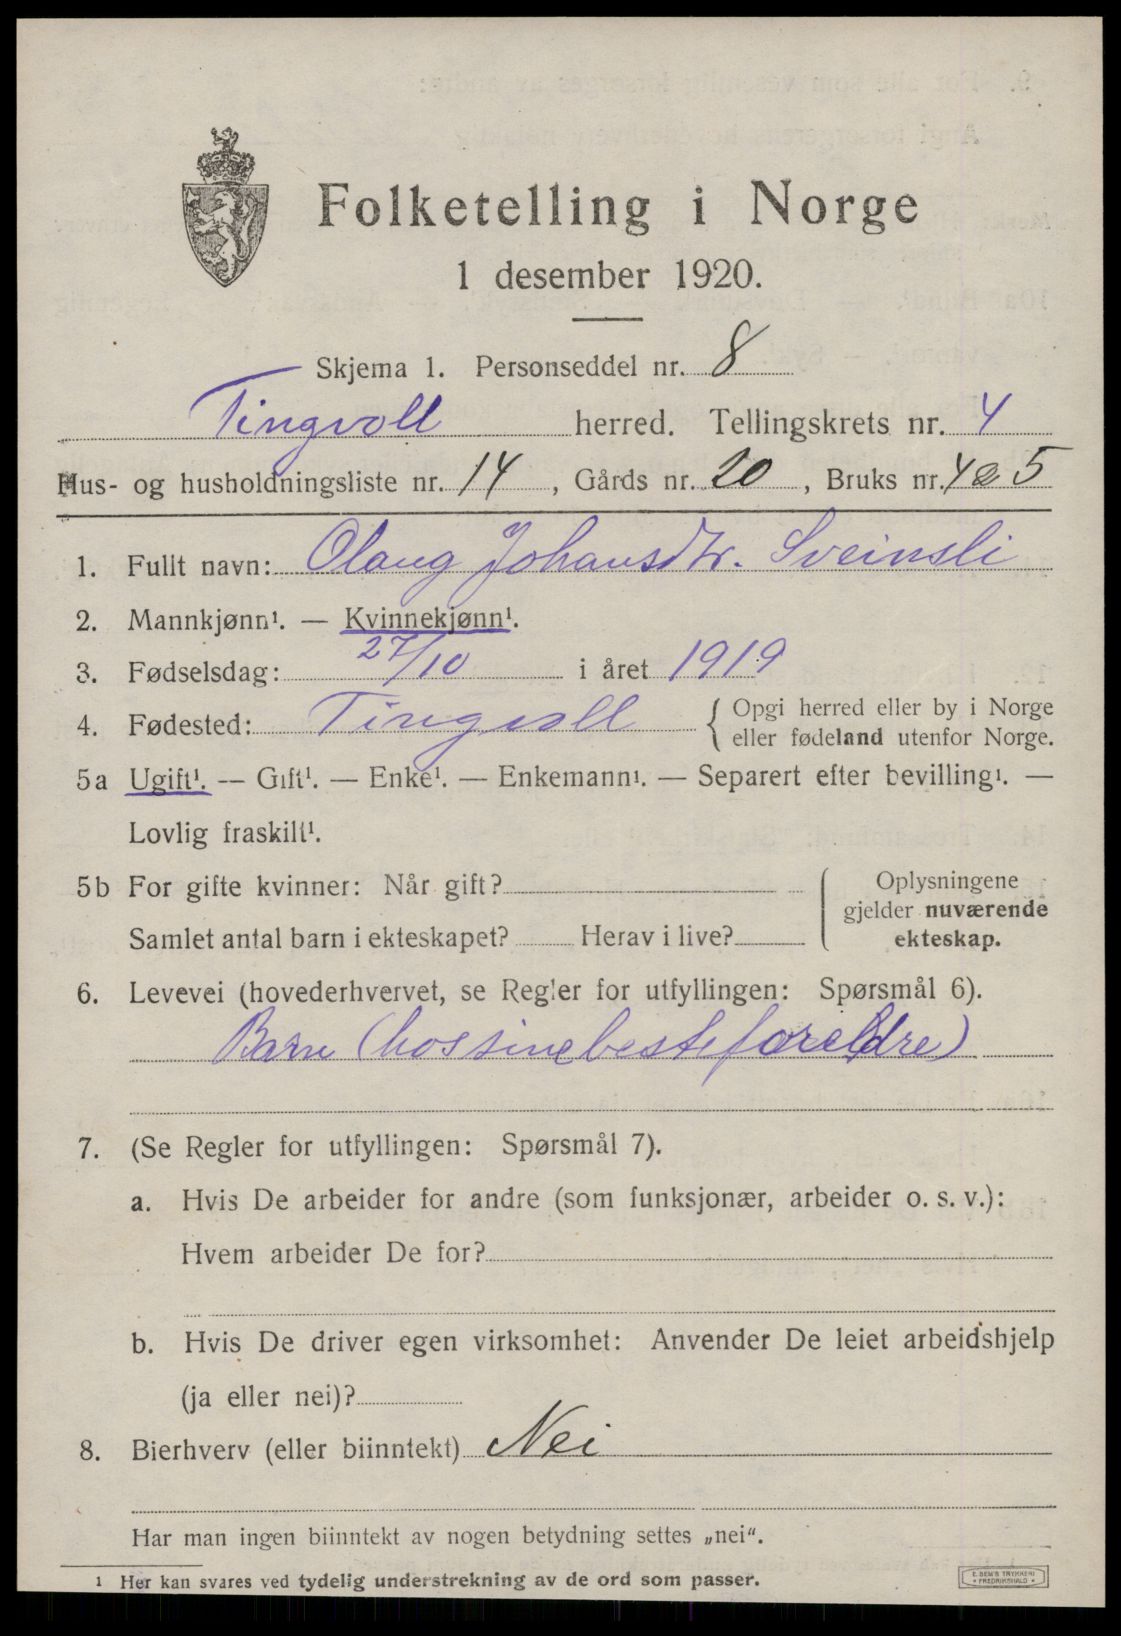 Folketelling i Norge
1 desember 1920.
Skjema 1. Personseddel nr. 8
Tingvoll herred. Tellingskrets nr. 4
Hus- og husholdningsliste nr. 14, Gårds nr. 20, Bruks nr. 4 & 5
1. Fullt navn: Olaug Johansdtr. Sveinsli
2. Mannkjønn¹. — Kvinnekjønn¹.
3. Fødselsdag: 27/10 i året 1919
4. Fødested: Tingvoll { Opgi herred eller by i Norge
eller fødeland utenfor Norge.
5a Ugift¹. — Gift¹. — Enke¹. — Enkemann¹. — Separert efter bevilling¹. —
Lovlig fraskilt¹.
5b For gifte kvinner: Når gift?
Samlet antal barn i ekteskapet? Herav i live?
{ Oplysningene
gjelder nuværende
ekteskap.
6. Levevei (hovederhvervet, se Regler for utfyllingen: Spørsmål 6).
Barn (hos sine besteforeldre)
7. (Se Regler for utfyllingen: Spørsmål 7).
a. Hvis De arbeider for andre (som funksjonær, arbeider o. s. v.):
Hvem arbeider De for?
b. Hvis De driver egen virksomhet: Anvender De leiet arbeidshjelp
(ja eller nei)?
8. Bierhverv (eller biinntekt) Nei
Har man ingen biinntekt av nogen betydning settes „nei“.
1 Her kan svares ved tydelig understrekning av de ord som passer.
E. SEM'S TRYKKERI
• FREDRIKSHALD •